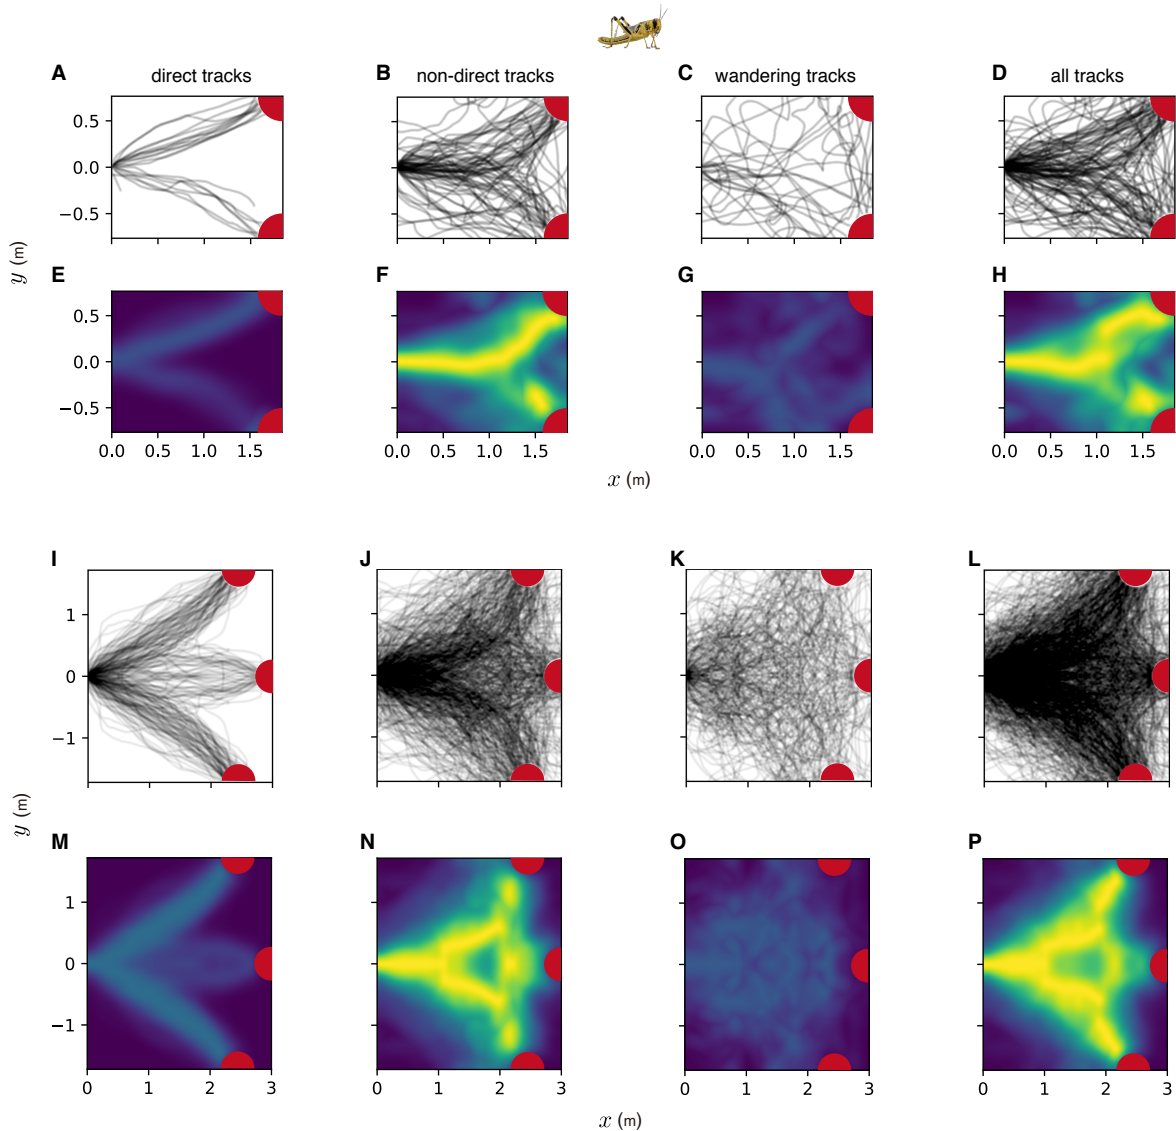 A direct tracks B non-direct tracks C wandering tracks D all tracks
0.5
0.0
−0.5
y (m)
E F G H
0.5
0.0
−0.5
0.0 0.5 1.0 1.5 0.0 0.5 1.0 1.5 0.0 0.5 1.0 1.5 0.0 0.5 1.0 1.5
x (m)
I J K L
1
0
−1
y (m)
M N O P
1
0
−1
0 1 2 3 0 1 2 3 0 1 2 3 0 1 2 3
x (m)